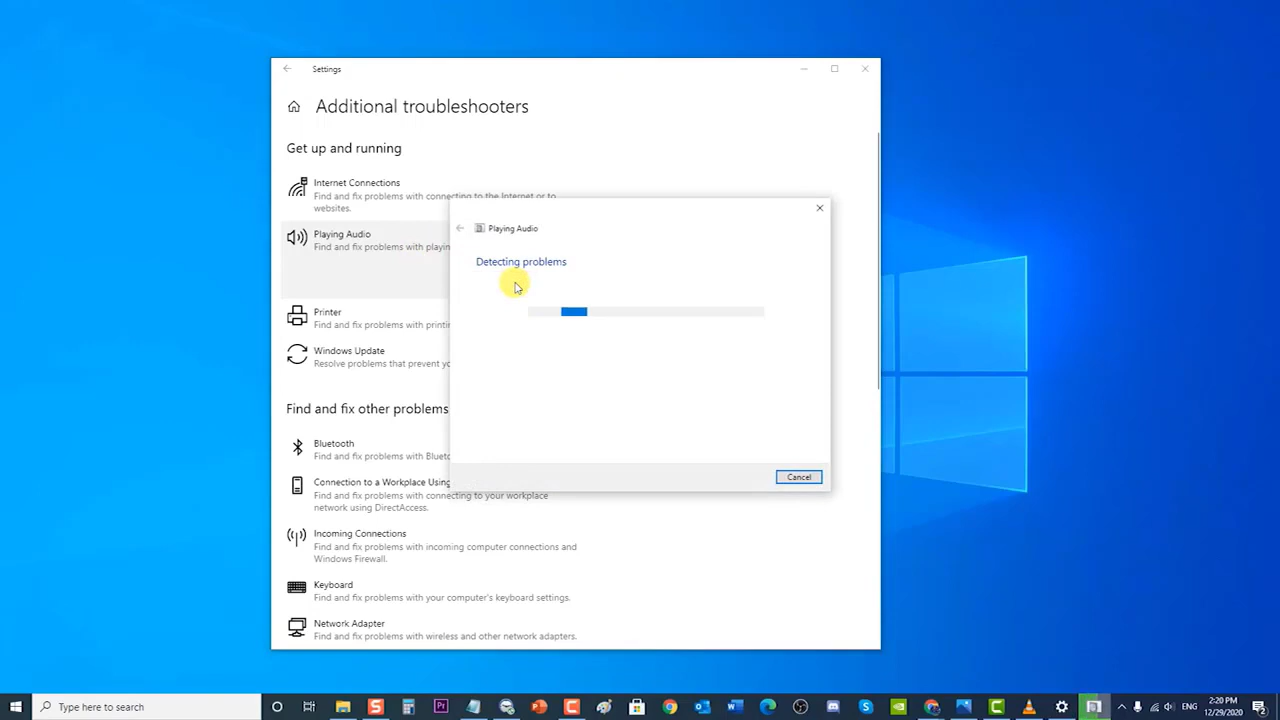 Settings
Additional troubleshooters
Get up and running
Internet Connections
Find and fix problems with connecting to the Internet or to
websites.
Playing Audio
Find and fix problems with playin
Printer
Find and fix problems with printi
Windows Update
Resolve problems that prevent yo
Find and fix other problems
Bluetooth
Find and fix problems with Blueto
Connection to a Workplace Using
Find and fix problems with connecting to your workplace
network using DirectAccess.
Incoming Connections
Find and fix problems with incoming computer connections and
Windows Firewall.
Keyboard
Find and fix problems with your computer's keyboard settings.
Network Adapter
Find and fix problems with wireless and other network adapters.
Playing Audio
Detecting problems
Cancel
Type here to search
ENG
2:20 PM
12/29/2020